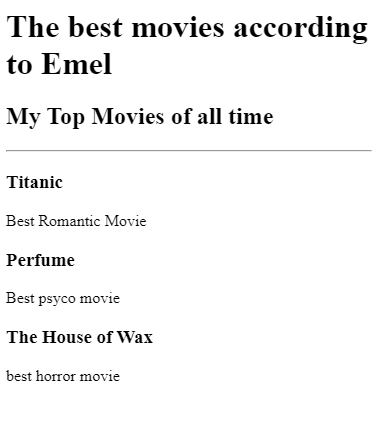 The best movies according
to Emel
My Top Movies of all time
Titanic
Best Romantic Movie
Perfume
Best psyco movie
The House of Wax
best horror movie